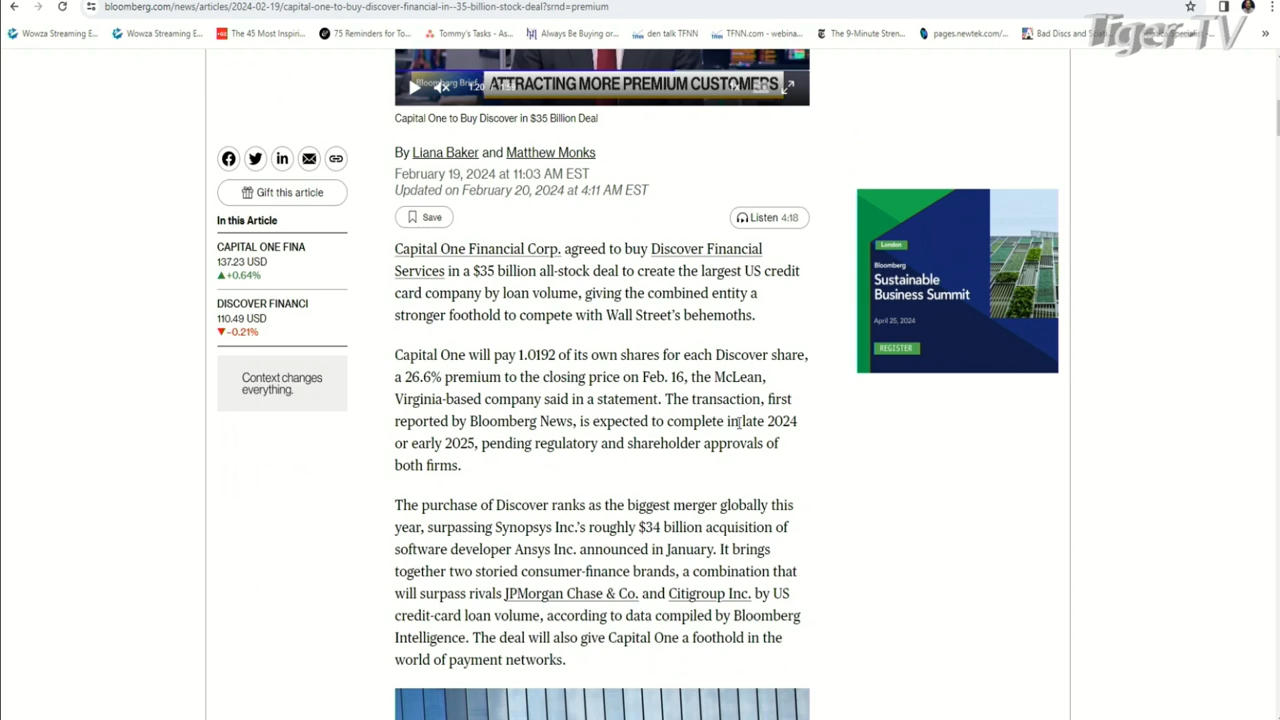 bloomberg.com/news/articles/2024-02-19/capital-one-to-buy-discover-financial-in--35-billion-stock-deal?srnd=premium
Wowza Streaming E... Wowza Streaming E... The 45 Most Inspiri... 75 Reminders for To... Tommy's Tasks - As... Always Be Buying or... den talk TFNN TFNN.com - webina... The 9-Minute Stren... pages.newtek.com/... Bad Discs and
Tiger TV
Bloomberg Brief ATTRACTING MORE PREMIUM CUSTOMERS
1:20
Capital One to Buy Discover in $35 Billion Deal
By Liana Baker and Matthew Monks
February 19, 2024 at 11:03 AM EST
Updated on February 20, 2024 at 4:11 AM EST
Gift this article
Save
Listen 4:18
In this Article
CAPITAL ONE FINA
137.23 USD
▲+0.64%
DISCOVER FINANCI
110.49 USD
▼−0.21%
Context changes
everything.
Capital One Financial Corp. agreed to buy Discover Financial
Services in a $35 billion all-stock deal to create the largest US credit
card company by loan volume, giving the combined entity a
stronger foothold to compete with Wall Street's behemoths.
Capital One will pay 1.0192 of its own shares for each Discover share,
a 26.6% premium to the closing price on Feb. 16, the McLean,
Virginia-based company said in a statement. The transaction, first
reported by Bloomberg News, is expected to complete in late 2024
or early 2025, pending regulatory and shareholder approvals of
both firms.
The purchase of Discover ranks as the biggest merger globally this
year, surpassing Synopsys Inc.'s roughly $34 billion acquisition of
software developer Ansys Inc. announced in January. It brings
together two storied consumer-finance brands, a combination that
will surpass rivals JPMorgan Chase & Co. and Citigroup Inc. by US
credit-card loan volume, according to data compiled by Bloomberg
Intelligence. The deal will also give Capital One a foothold in the
world of payment networks.
London
Bloomberg
Sustainable
Business Summit
April 25, 2024
REGISTER